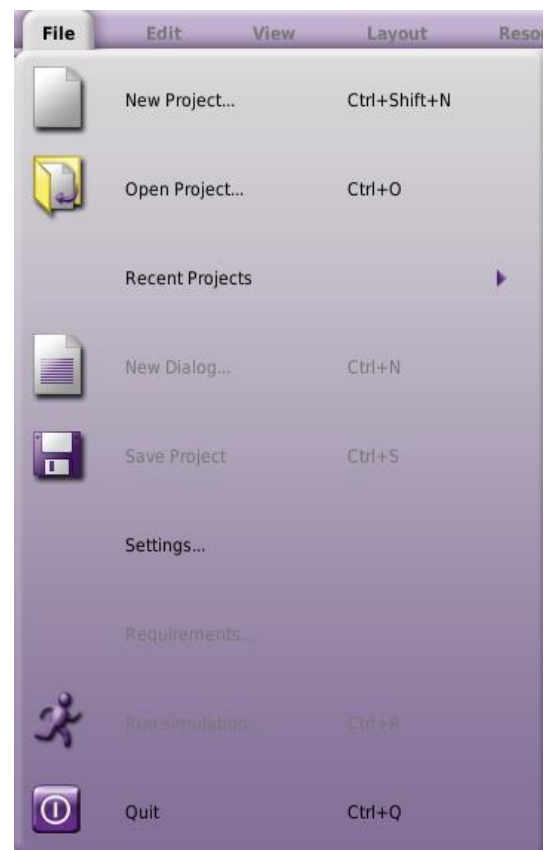 File Edit View Layout Reso
New Project... Ctrl+Shift+N
Open Project... Ctrl+O
Recent Projects
New Dialog... Ctrl+N
Save Project Ctrl+S
Settings...
Requirements...
Run simulation... Ctrl+R
Quit Ctrl+Q